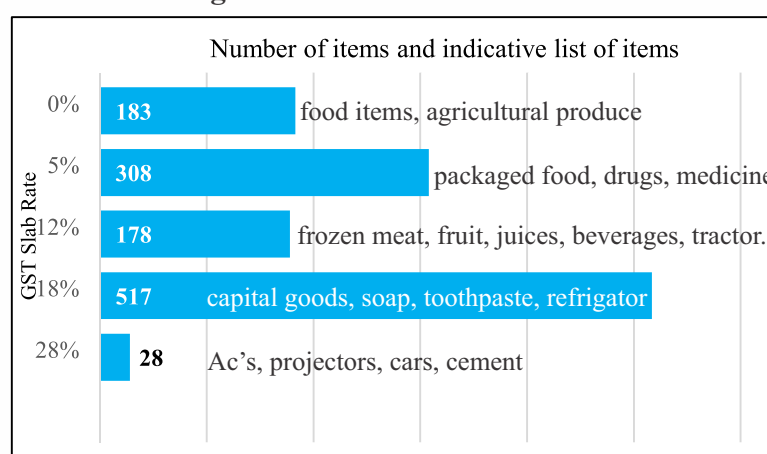 Number of items and indicative list of items
GST Slab Rate
0% 183 food items, agricultural produce
5% 308 packaged food, drugs, medicine
12% 178 frozen meat, fruit, juices, beverages, tractor.
18% 517 capital goods, soap, toothpaste, refrigator
28% 28 Ac’s, projectors, cars, cement